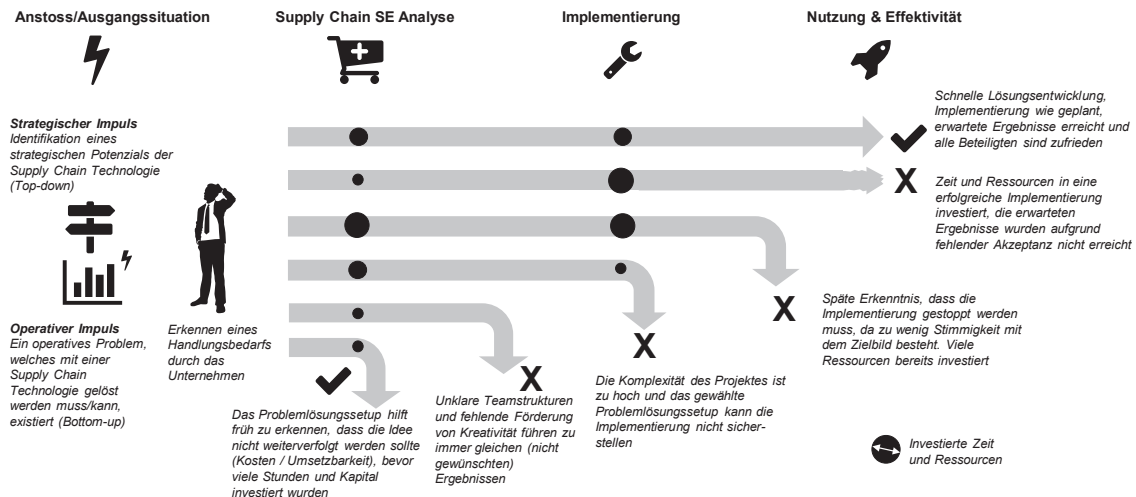 Anstoss/Ausgangssituation
Supply Chain SE Analyse
Implementierung
Nutzung & Effektivität
Strategischer Impuls
Identifikation eines
strategischen Potenzials der
Supply Chain Technologie
(Top-down)
Operativer Impuls
Ein operatives Problem,
welches mit einer
Supply Chain
Technologie gelöst
werden muss/kann,
existiert (Bottom-up)
Erkennen eines
Handlungsbedarfs
durch das
Unternehmen
Schnelle Lösungsentwicklung,
Implementierung wie geplant,
erwartete Ergebnisse erreicht und
alle Beteiligten sind zufrieden
X
Zeit und Ressourcen in eine
erfolgreiche Implementierung
investiert, die erwarteten
Ergebnisse wurden aufgrund
fehlender Akzeptanz nicht erreicht
X
Späte Erkenntnis, dass die
Implementierung gestoppt werden
muss, da zu wenig Stimmigkeit mit
dem Zielbild besteht. Viele
Ressourcen bereits investiert
X
Die Komplexität des Projektes ist
zu hoch und das gewählte
Problemlösungssetup kann die
Implementierung nicht sicher-
stellen
X
Unklare Teamstrukturen
und fehlende Förderung
von Kreativität führen zu
immer gleichen (nicht
gewünschten)
Ergebnissen
Das Problemlösungssetup hilft
früh zu erkennen, dass die Idee
nicht weiterverfolgt werden sollte
(Kosten / Umsetzbarkeit), bevor
viele Stunden und Kapital
investiert wurden
Investierte Zeit
und Ressourcen